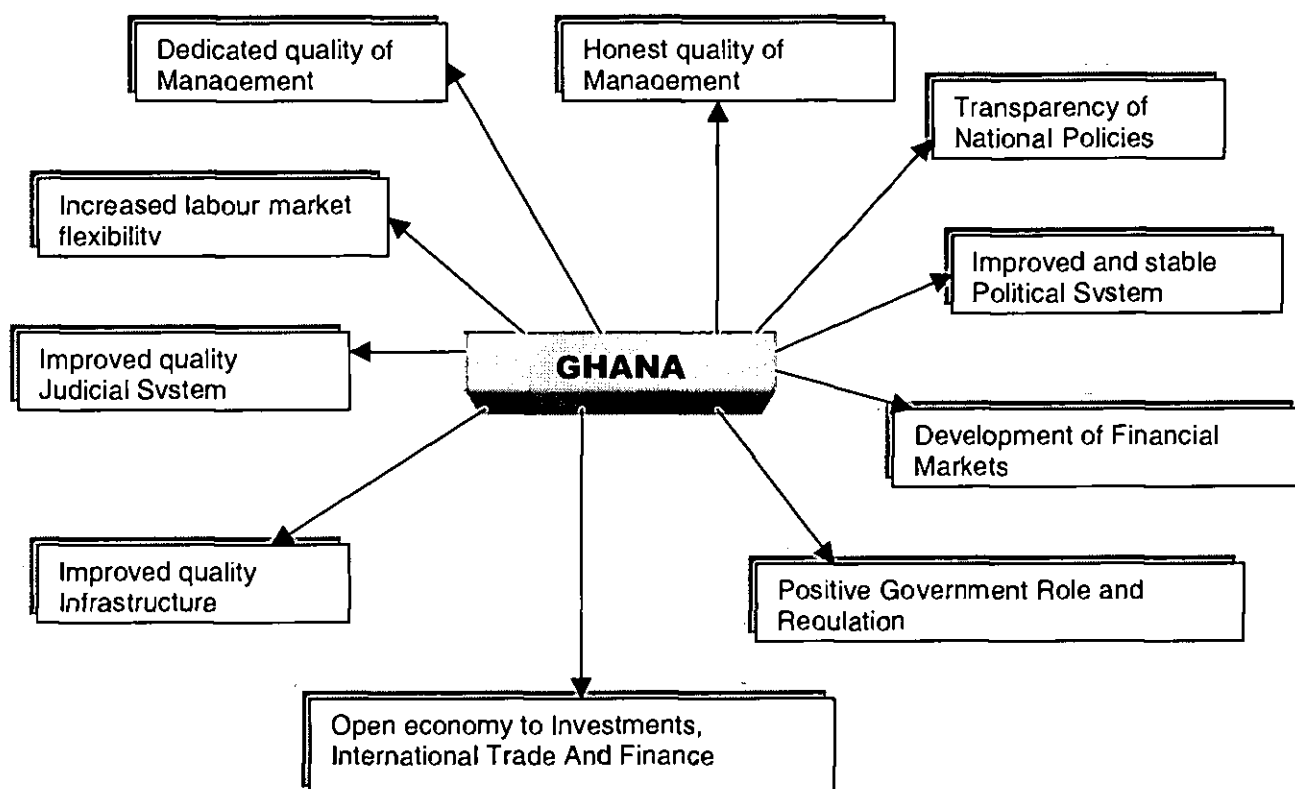 Dedicated quality of
Management
Honest quality of
Management
Transparency of
National Policies
Increased labour market
flexibility
Improved and stable
Political System
Improved quality
Judicial System
GHANA
Development of Financial
Markets
Improved quality
Infrastructure
Positive Government Role and
Regulation
Open economy to Investments,
International Trade And Finance